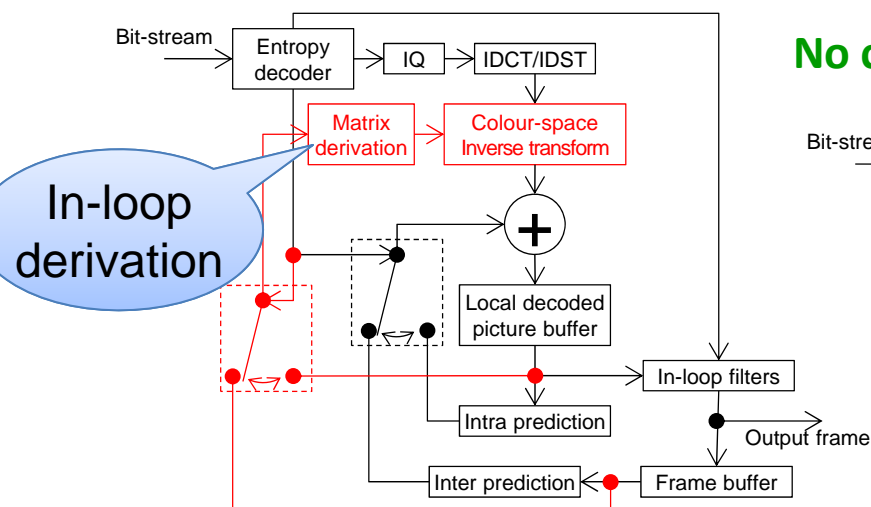 Bit-stream
Entropy
decoder
IQ
IDCT/IDST
No
Matrix
derivation
Colour-space
Inverse transform
Bit-stre
In-loop
derivation
+
Local decoded
picture buffer
In-loop filters
Intra prediction
Output frame
Inter prediction
Frame buffer